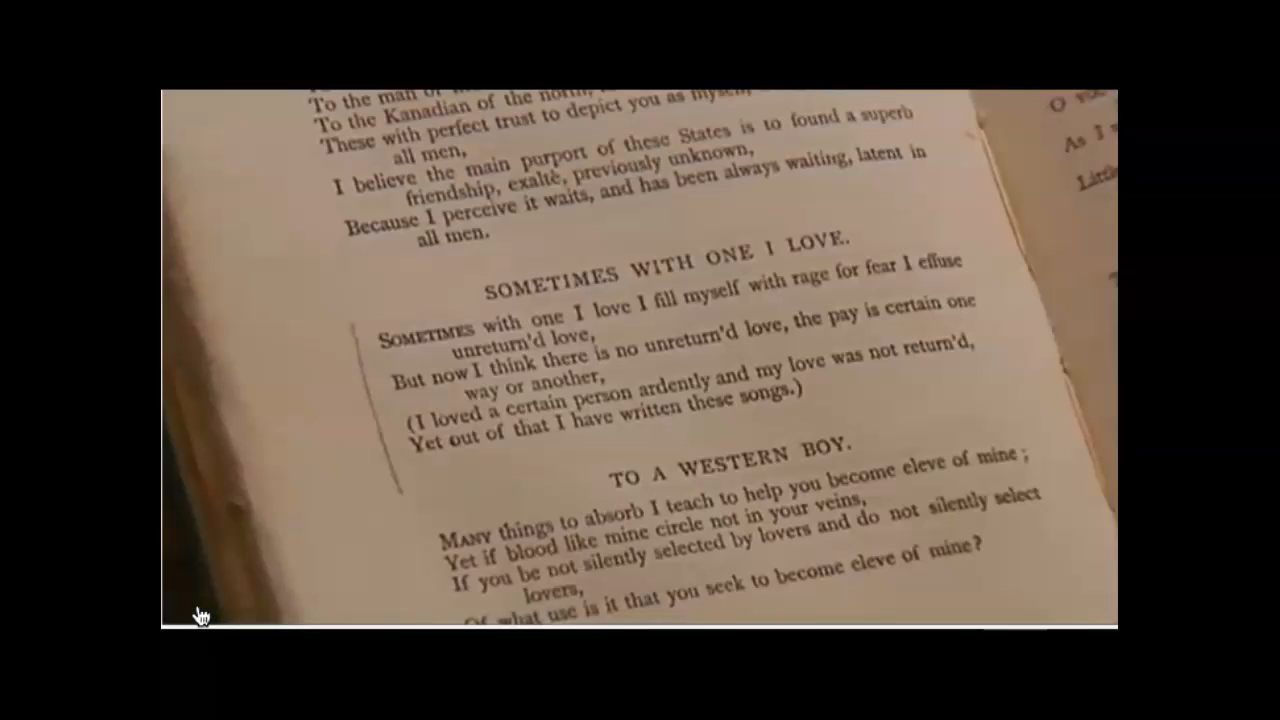 To the man
To the Kanadian of the north,
These with perfect trust to depict you as myself,
all men,
I believe the main purport of these States is to found a superb
friendship, exaltè, previously unknown,
Because I perceive it waits, and has been always waiting, latent in
all men.
SOMETIMES WITH ONE I LOVE.
SOMETIMES with one I love I fill myself with rage for fear I effuse
unreturn'd love,
But now I think there is no unreturn'd love, the pay is certain one
way or another,
(I loved a certain person ardently and my love was not return'd,
Yet out of that I have written these songs.)
TO A WESTERN BOY.
MANY things to absorb I teach to help you become eleve of mine;
Yet if blood like mine circle not in your veins,
If you be not silently selected by lovers and do not silently select
lovers,
Of what use is it that you seek to become eleve of mine?
O
As I
Little